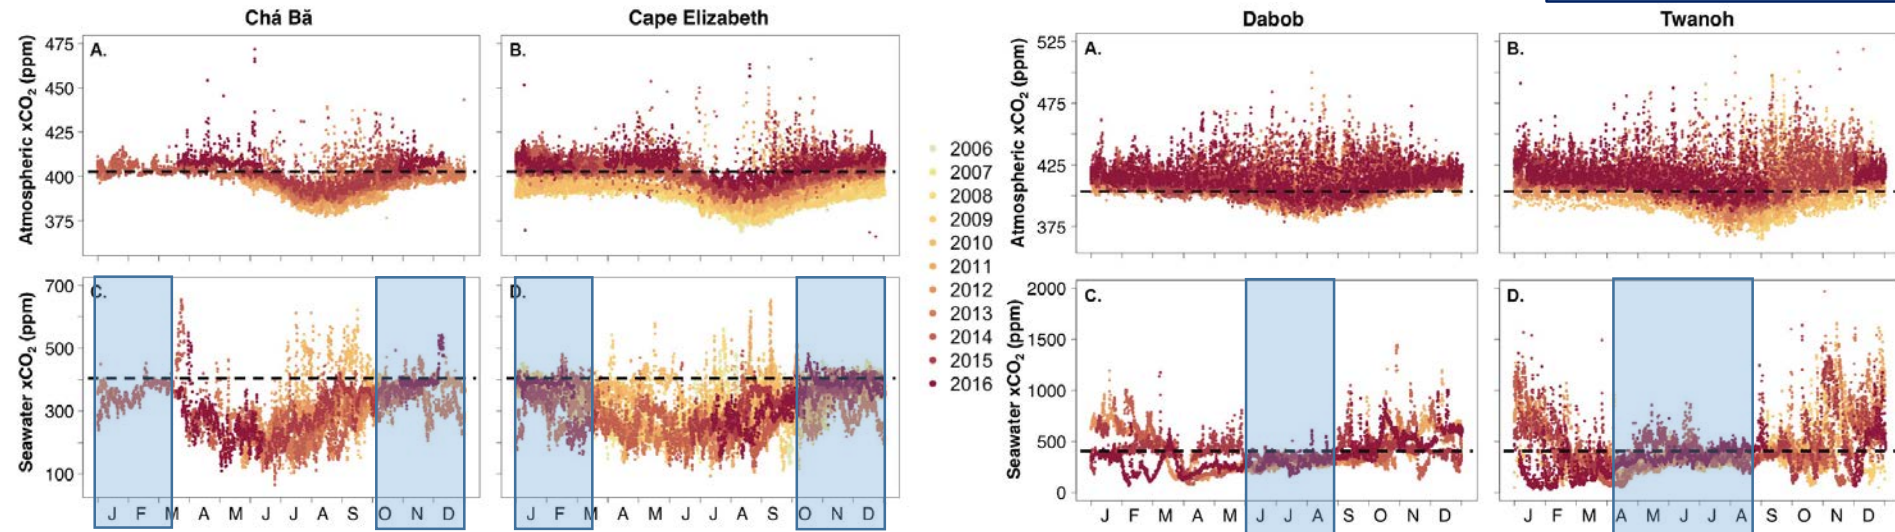 Chá Bă
Cape Elizabeth
Dabob
Twanoh
Atmospheric xCO₂ (ppm)
475
450
425
400
375
A.
B.
Seawater xCO₂ (ppm)
700
500
300
100
C.
D.
J F M A M J J A S O N D
J F M A M J J A S O N D
2006
2007
2008
2009
2010
2011
2012
2013
2014
2015
2016
Atmospheric xCO₂ (ppm)
525
475
425
375
A.
B.
Seawater xCO₂ (ppm)
2000
1500
1000
500
0
C.
D.
J F M A M J J A S O N D
J F M A M J J A S O N D